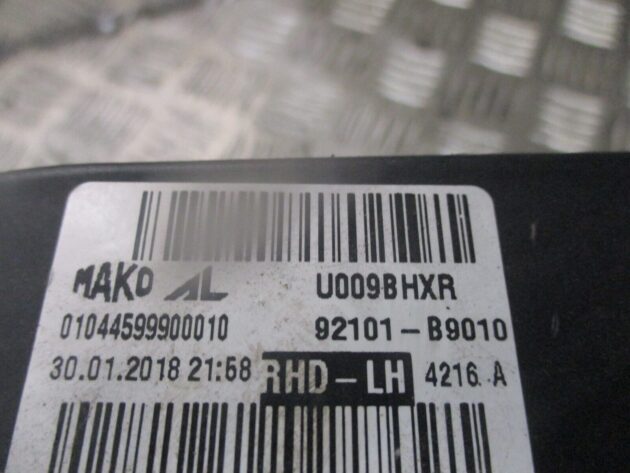 MAKO AL U009BHXR
01044599900010 92101-B9010
30.01.2018 21:58 RHD-LH 4216 A